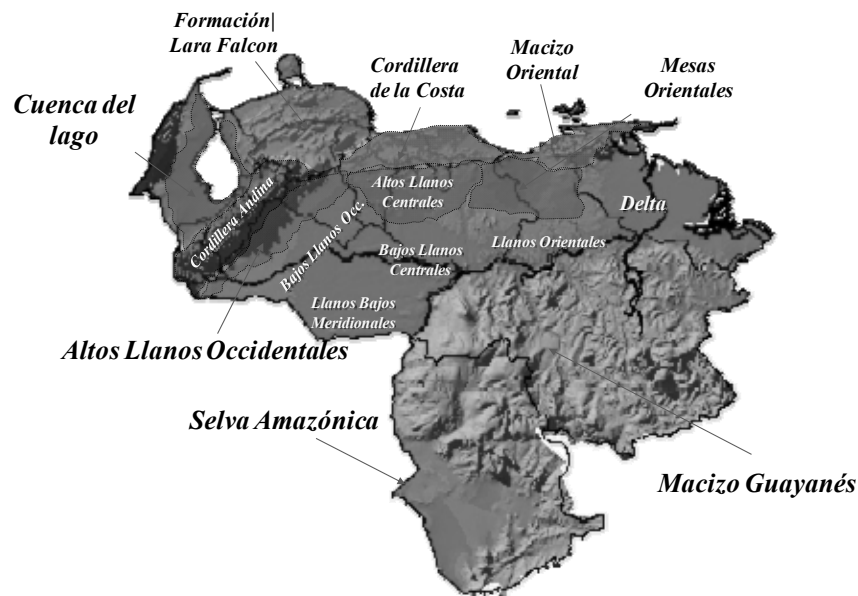 Formación|
Lara Falcon
Cordillera
de la Costa
Macizo
Oriental
Mesas
Orientales
Cuenca del
lago
Cordillera Andina
Altos Llanos
Centrales
Delta
Bajos Llanos Occ.
Bajos Llanos
Centrales
Llanos Orientales
Llanos Bajos
Meridionales
Altos Llanos Occidentales
Selva Amazónica
Macizo Guayanés